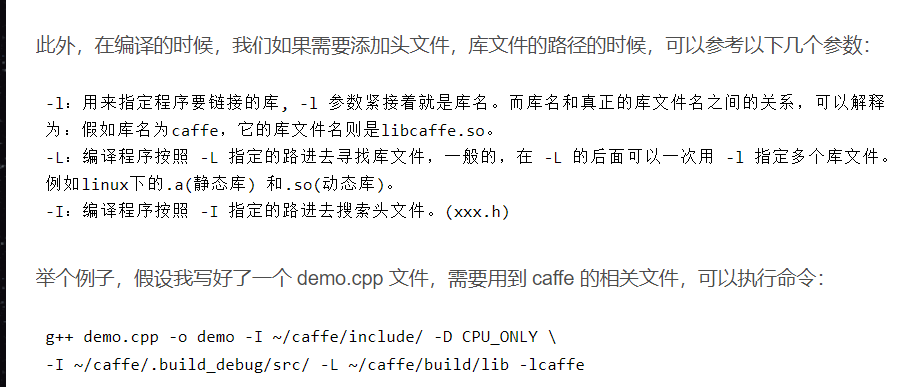 此外，在编译的时候，我们如果需要添加头文件，库文件的路径的时候，可以参考以下几个参数：
-l：用来指定程序要链接的库，-l 参数紧接着就是库名。而库名和真正的库文件名之间的关系，可以解释
为：假如库名为caffe，它的库文件名则是libcaffe.so。
-L：编译程序按照 -L 指定的路进去寻找库文件，一般的，在 -L 的后面可以一次用 -l 指定多个库文件。
例如linux下的.a(静态库) 和.so(动态库)。
-I：编译程序按照 -I 指定的路进去搜索头文件。(xxx.h)
举个例子，假设我写好了一个 demo.cpp 文件，需要用到 caffe 的相关文件，可以执行命令：
g++ demo.cpp -o demo -I ~/caffe/include/ -D CPU_ONLY \
-I ~/caffe/.build_debug/src/ -L ~/caffe/build/lib -lcaffe